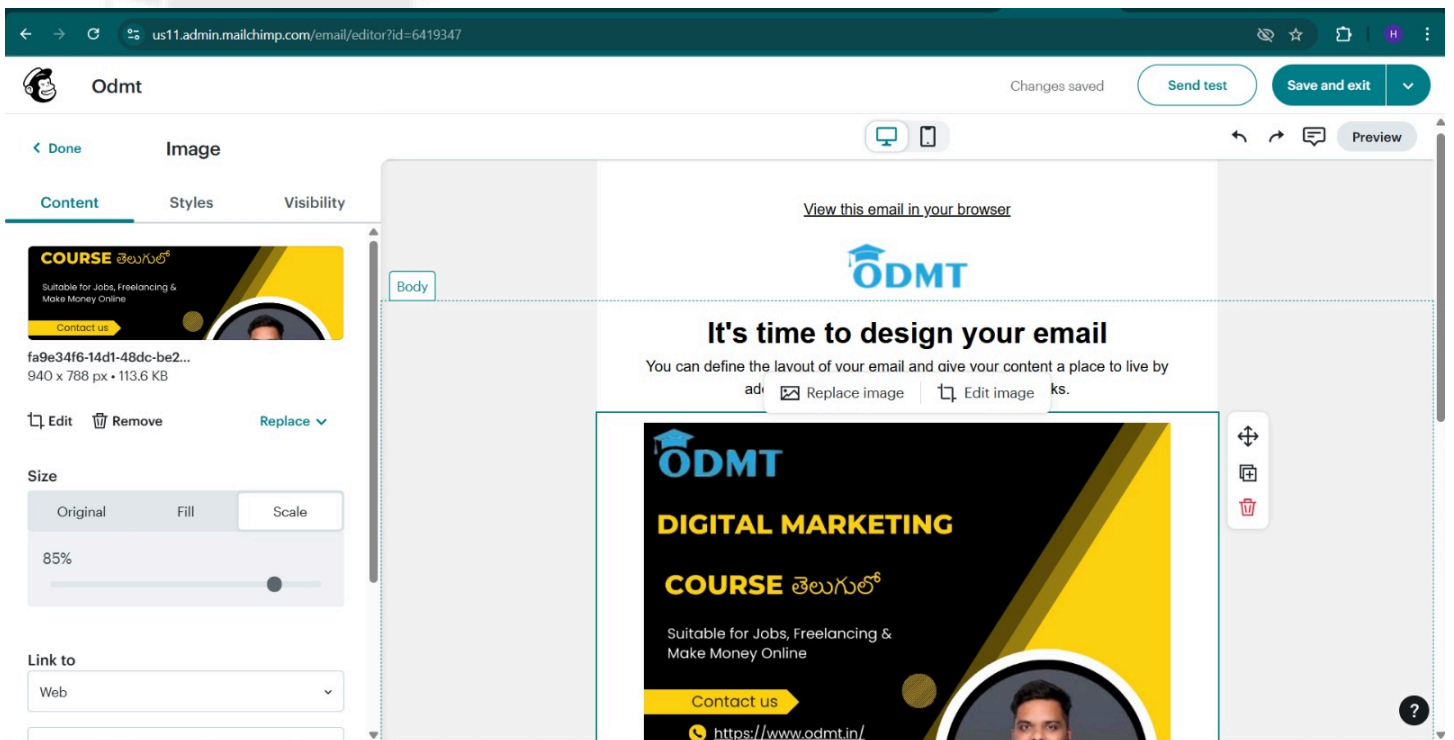 us11.admin.mailchimp.com/email/editor?id=6419347
H
Odmt
Changes saved
Send test
Save and exit
Done
Image
Preview
Content
Styles
Visibility
COURSE తెలుగులో
Suitable for Jobs, Freelancing &
Make Money Online
Contact us
fa9e34f6-14d1-48dc-be2...
940 x 788 px • 113.6 KB
Edit
Remove
Replace
Size
Original
Fill
Scale
85%
Link to
Web
View this email in your browser
ODMT
Body
It's time to design your email
You can define the layout of your email and give your content a place to live by
Replace image
Edit image
ks.
ODMT
DIGITAL MARKETING
COURSE తెలుగులో
Suitable for Jobs, Freelancing &
Make Money Online
Contact us
https://www.odmt.in/
?